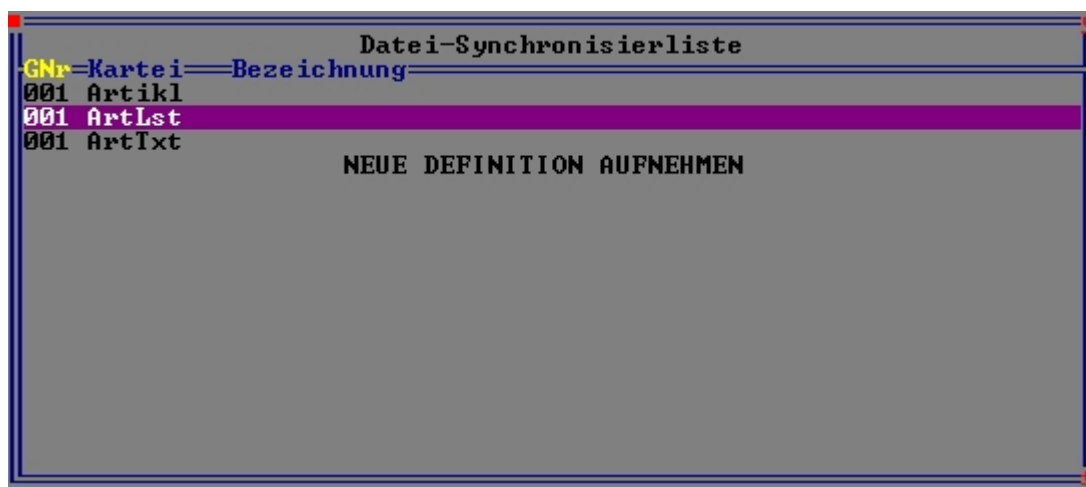 Datei-Synchronisierliste
GNr Kartei Bezeichnung
001 Artikl
001 ArtLst
001 ArtTxt
NEUE DEFINITION AUFNEHMEN